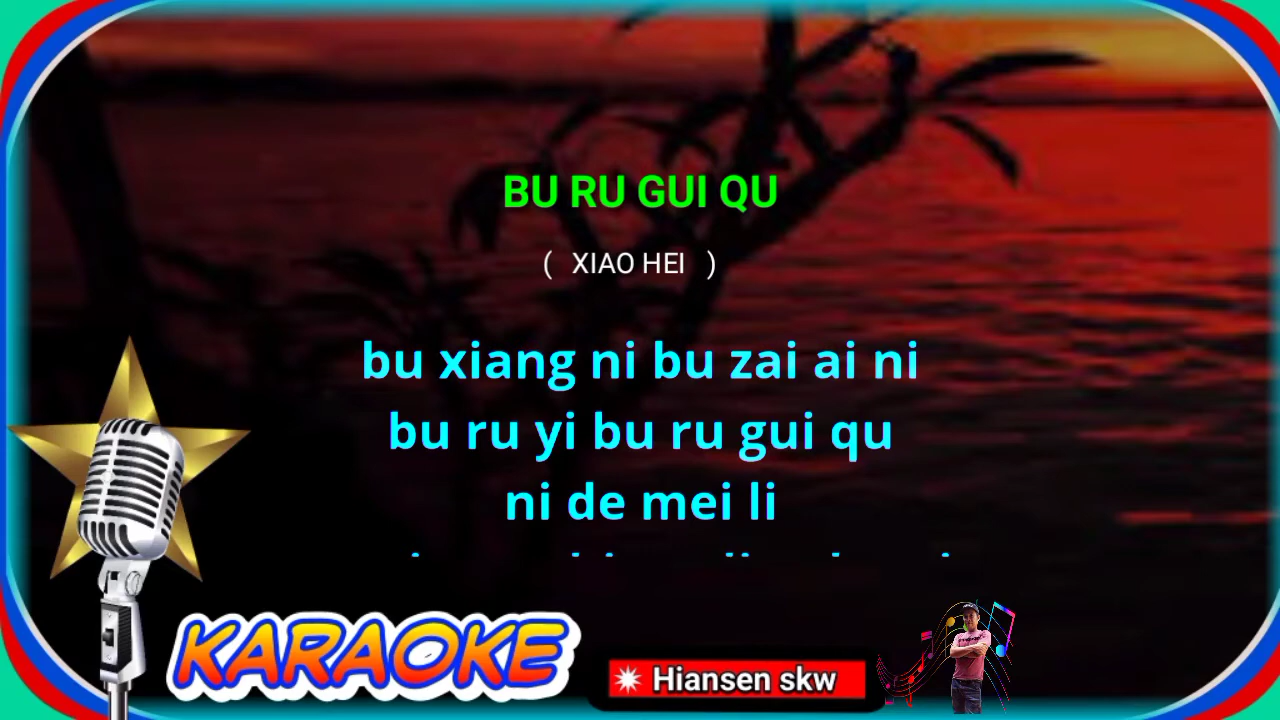 BU RU GUI QU
( XIAO HEI )
bu xiang ni bu zai ai ni
bu ru yi bu ru gui qu
ni de mei li
KARAOKE
Hiansen skw